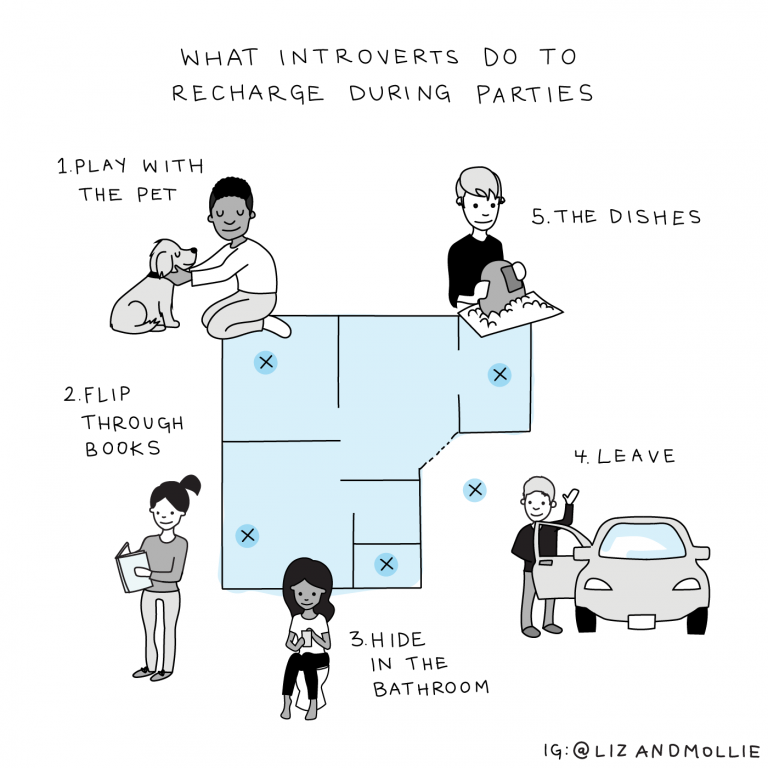 WHAT INTROVERTS DO TO
RECHARGE DURING PARTIES
1. PLAY WITH
THE PET
2. FLIP
THROUGH
BOOKS
3. HIDE
IN THE
BATHROOM
4. LEAVE
5. THE DISHES
IG: @LIZANDMOLLIE